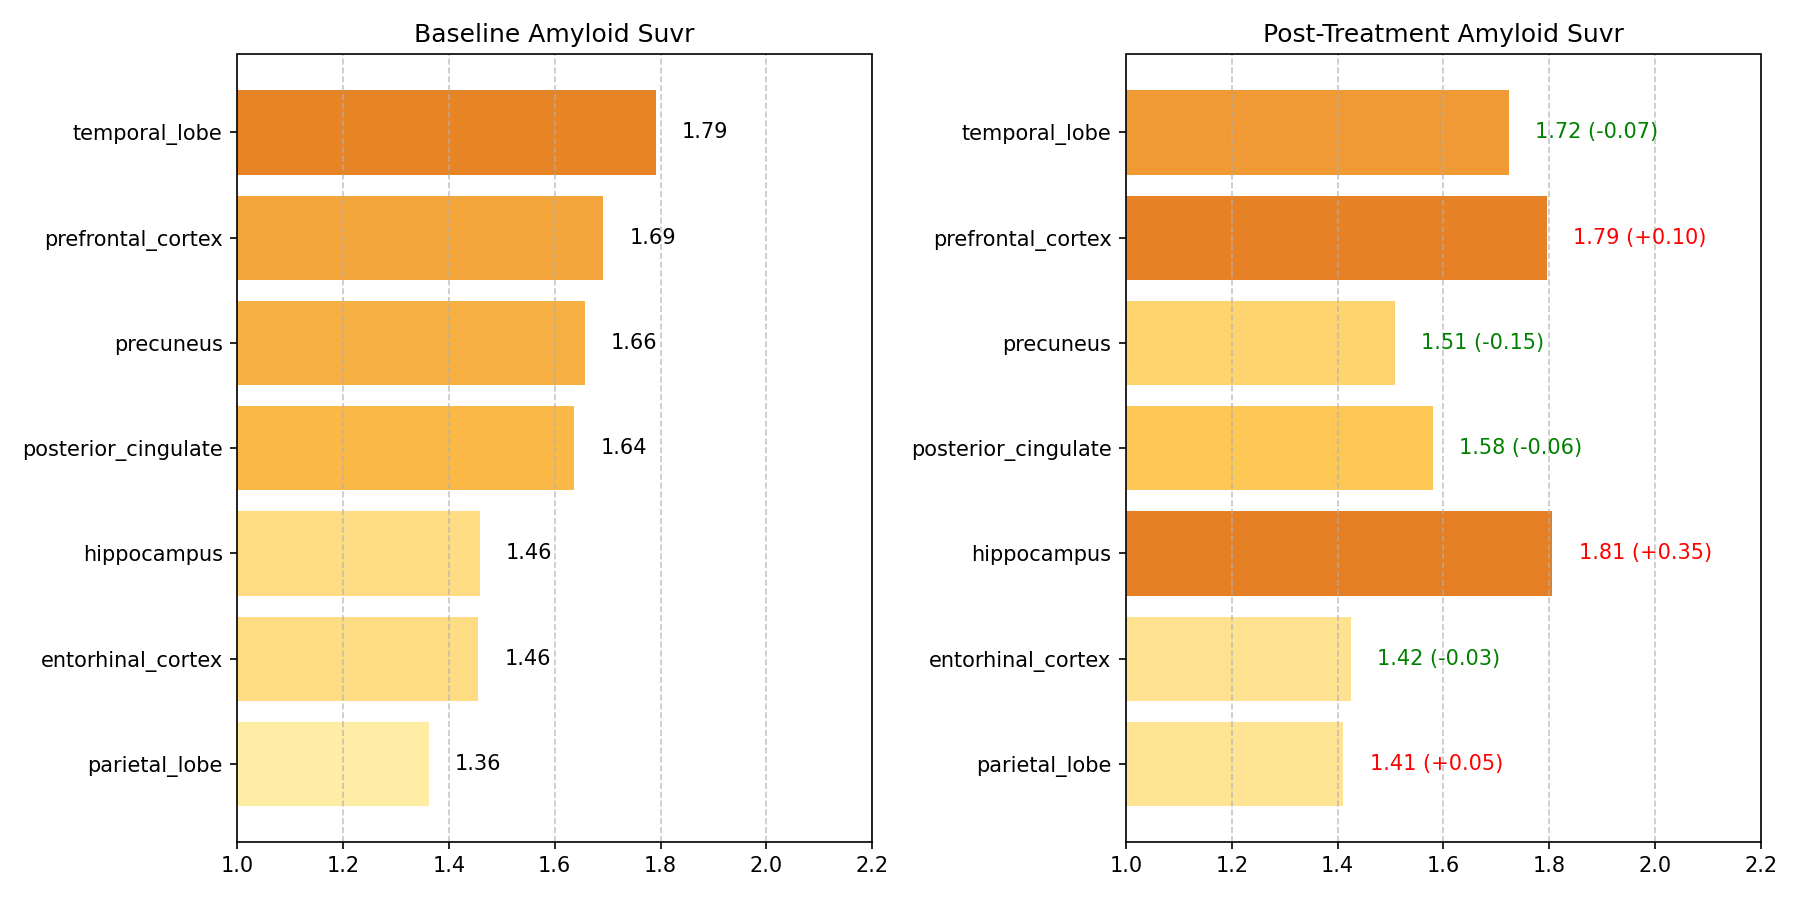 Baseline Amyloid Suvr
temporal_lobe 1.79
prefrontal_cortex 1.69
precuneus 1.66
posterior_cingulate 1.64
hippocampus 1.46
entorhinal_cortex 1.46
parietal_lobe 1.36
1.0 1.2 1.4 1.6 1.8 2.0 2.2
Post-Treatment Amyloid Suvr
temporal_lobe 1.72 (-0.07)
prefrontal_cortex 1.79 (+0.10)
precuneus 1.51 (-0.15)
posterior_cingulate 1.58 (-0.06)
hippocampus 1.81 (+0.35)
entorhinal_cortex 1.42 (-0.03)
parietal_lobe 1.41 (+0.05)
1.0 1.2 1.4 1.6 1.8 2.0 2.2